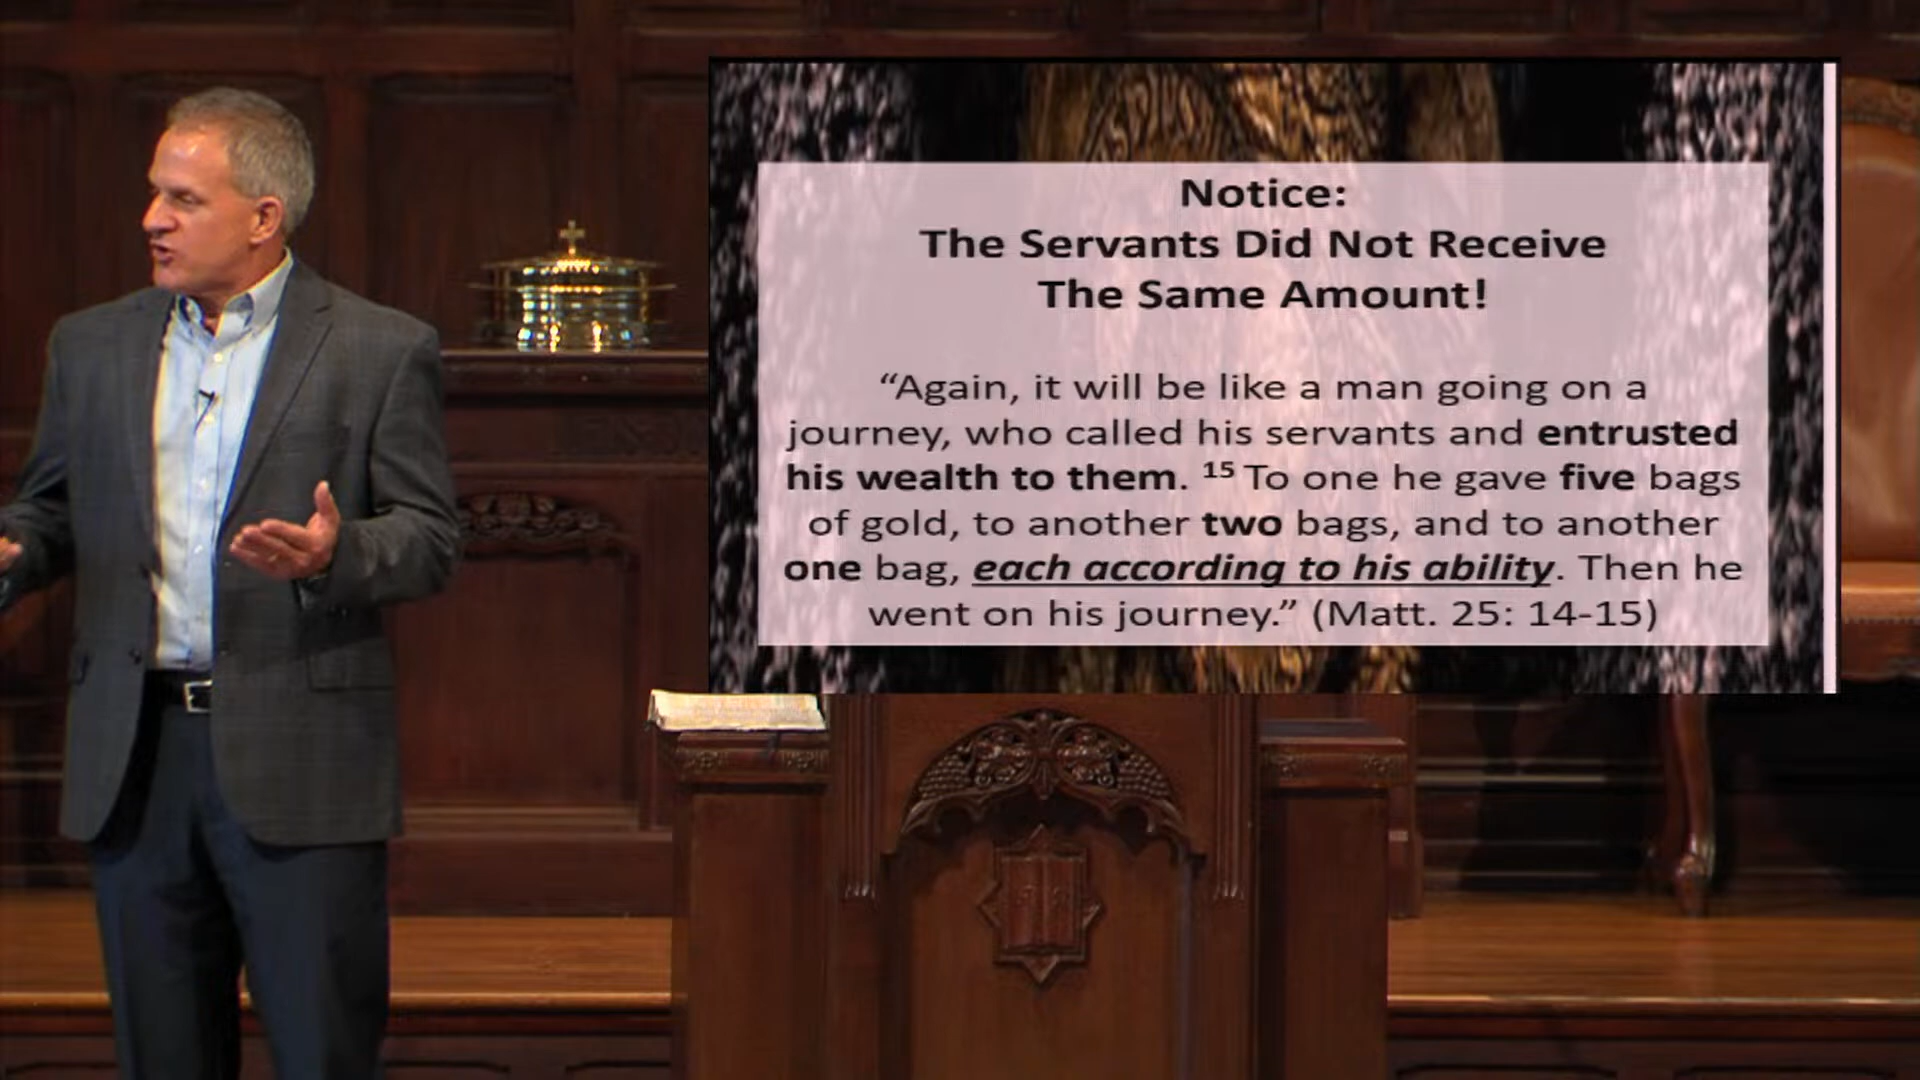 Notice:
The Servants Did Not Receive
The Same Amount!
“Again, it will be like a man going on a
journey, who called his servants and entrusted
his wealth to them. 15 To one he gave five bags
of gold, to another two bags, and to another
one bag, each according to his ability. Then he
went on his journey.” (Matt. 25: 14-15)